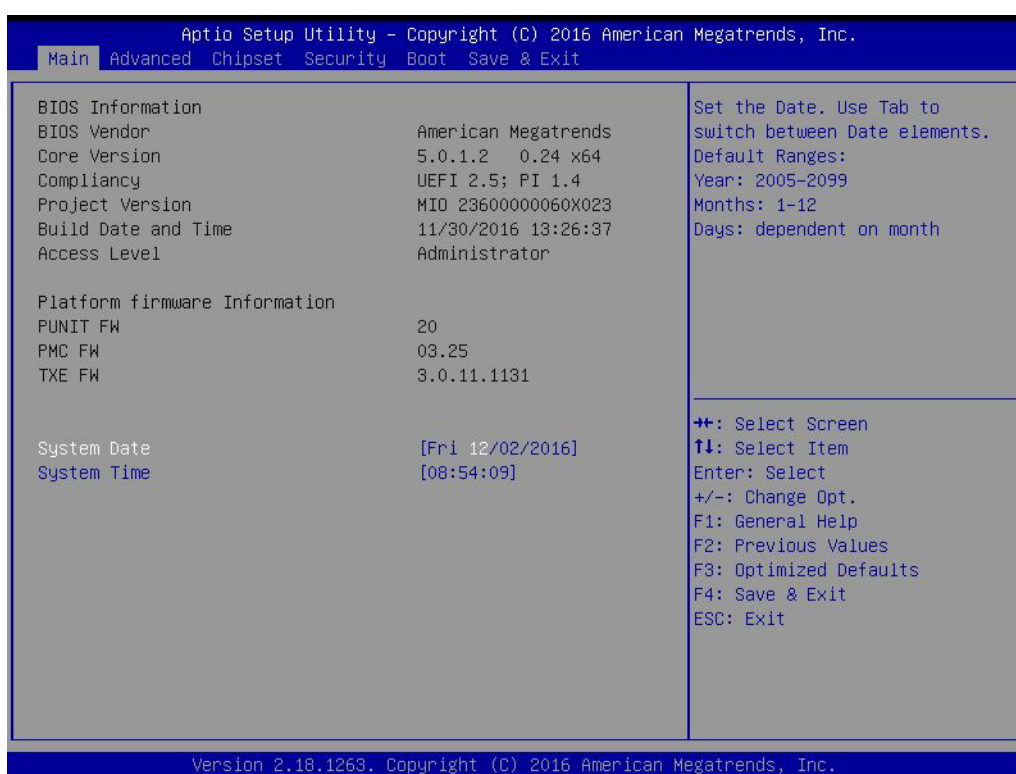 Aptio Setup Utility – Copyright (C) 2016 American Megatrends, Inc.
Main Advanced Chipset Security Boot Save & Exit
BIOS Information
BIOS Vendor American Megatrends
Core Version 5.0.1.2 0.24 x64
Compliancy UEFI 2.5; PI 1.4
Project Version MIO 23600000060X023
Build Date and Time 11/30/2016 13:26:37
Access Level Administrator
Platform firmware Information
PUNIT FW 20
PMC FW 03.25
TXE FW 3.0.11.1131
System Date [Fri 12/02/2016]
System Time [08:54:09]
Set the Date. Use Tab to
switch between Date elements.
Default Ranges:
Year: 2005-2099
Months: 1-12
Days: dependent on month
→←: Select Screen
↑↓: Select Item
Enter: Select
+/-: Change Opt.
F1: General Help
F2: Previous Values
F3: Optimized Defaults
F4: Save & Exit
ESC: Exit
Version 2.18.1263. Copyright (C) 2016 American Megatrends, Inc.